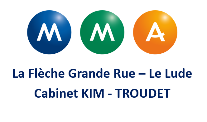 MMA
La Flèche Grande Rue – Le Lude
Cabinet KIM - TROUDET